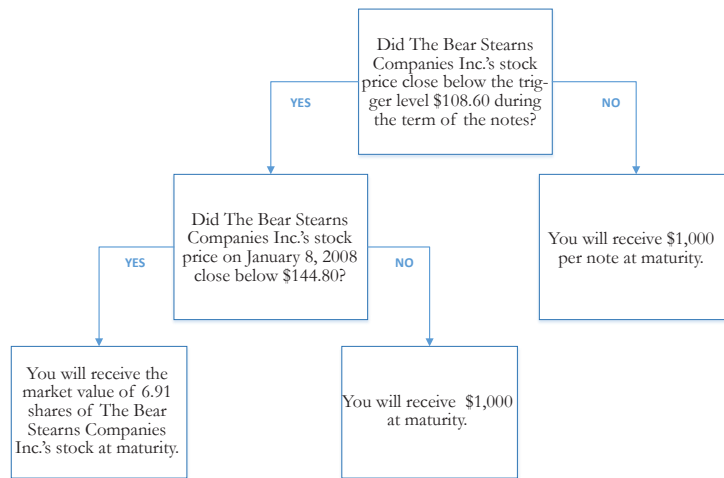 Did The Bear Stearns
Companies Inc.'s stock
price close below the trig-
ger level $108.60 during
the term of the notes?
YES
NO
Did The Bear Stearns
Companies Inc.'s stock
price on January 8, 2008
close below $144.80?
You will receive $1,000
per note at maturity.
YES
NO
You will receive the
market value of 6.91
shares of The Bear
Stearns Companies
Inc.'s stock at maturity.
You will receive $1,000
at maturity.